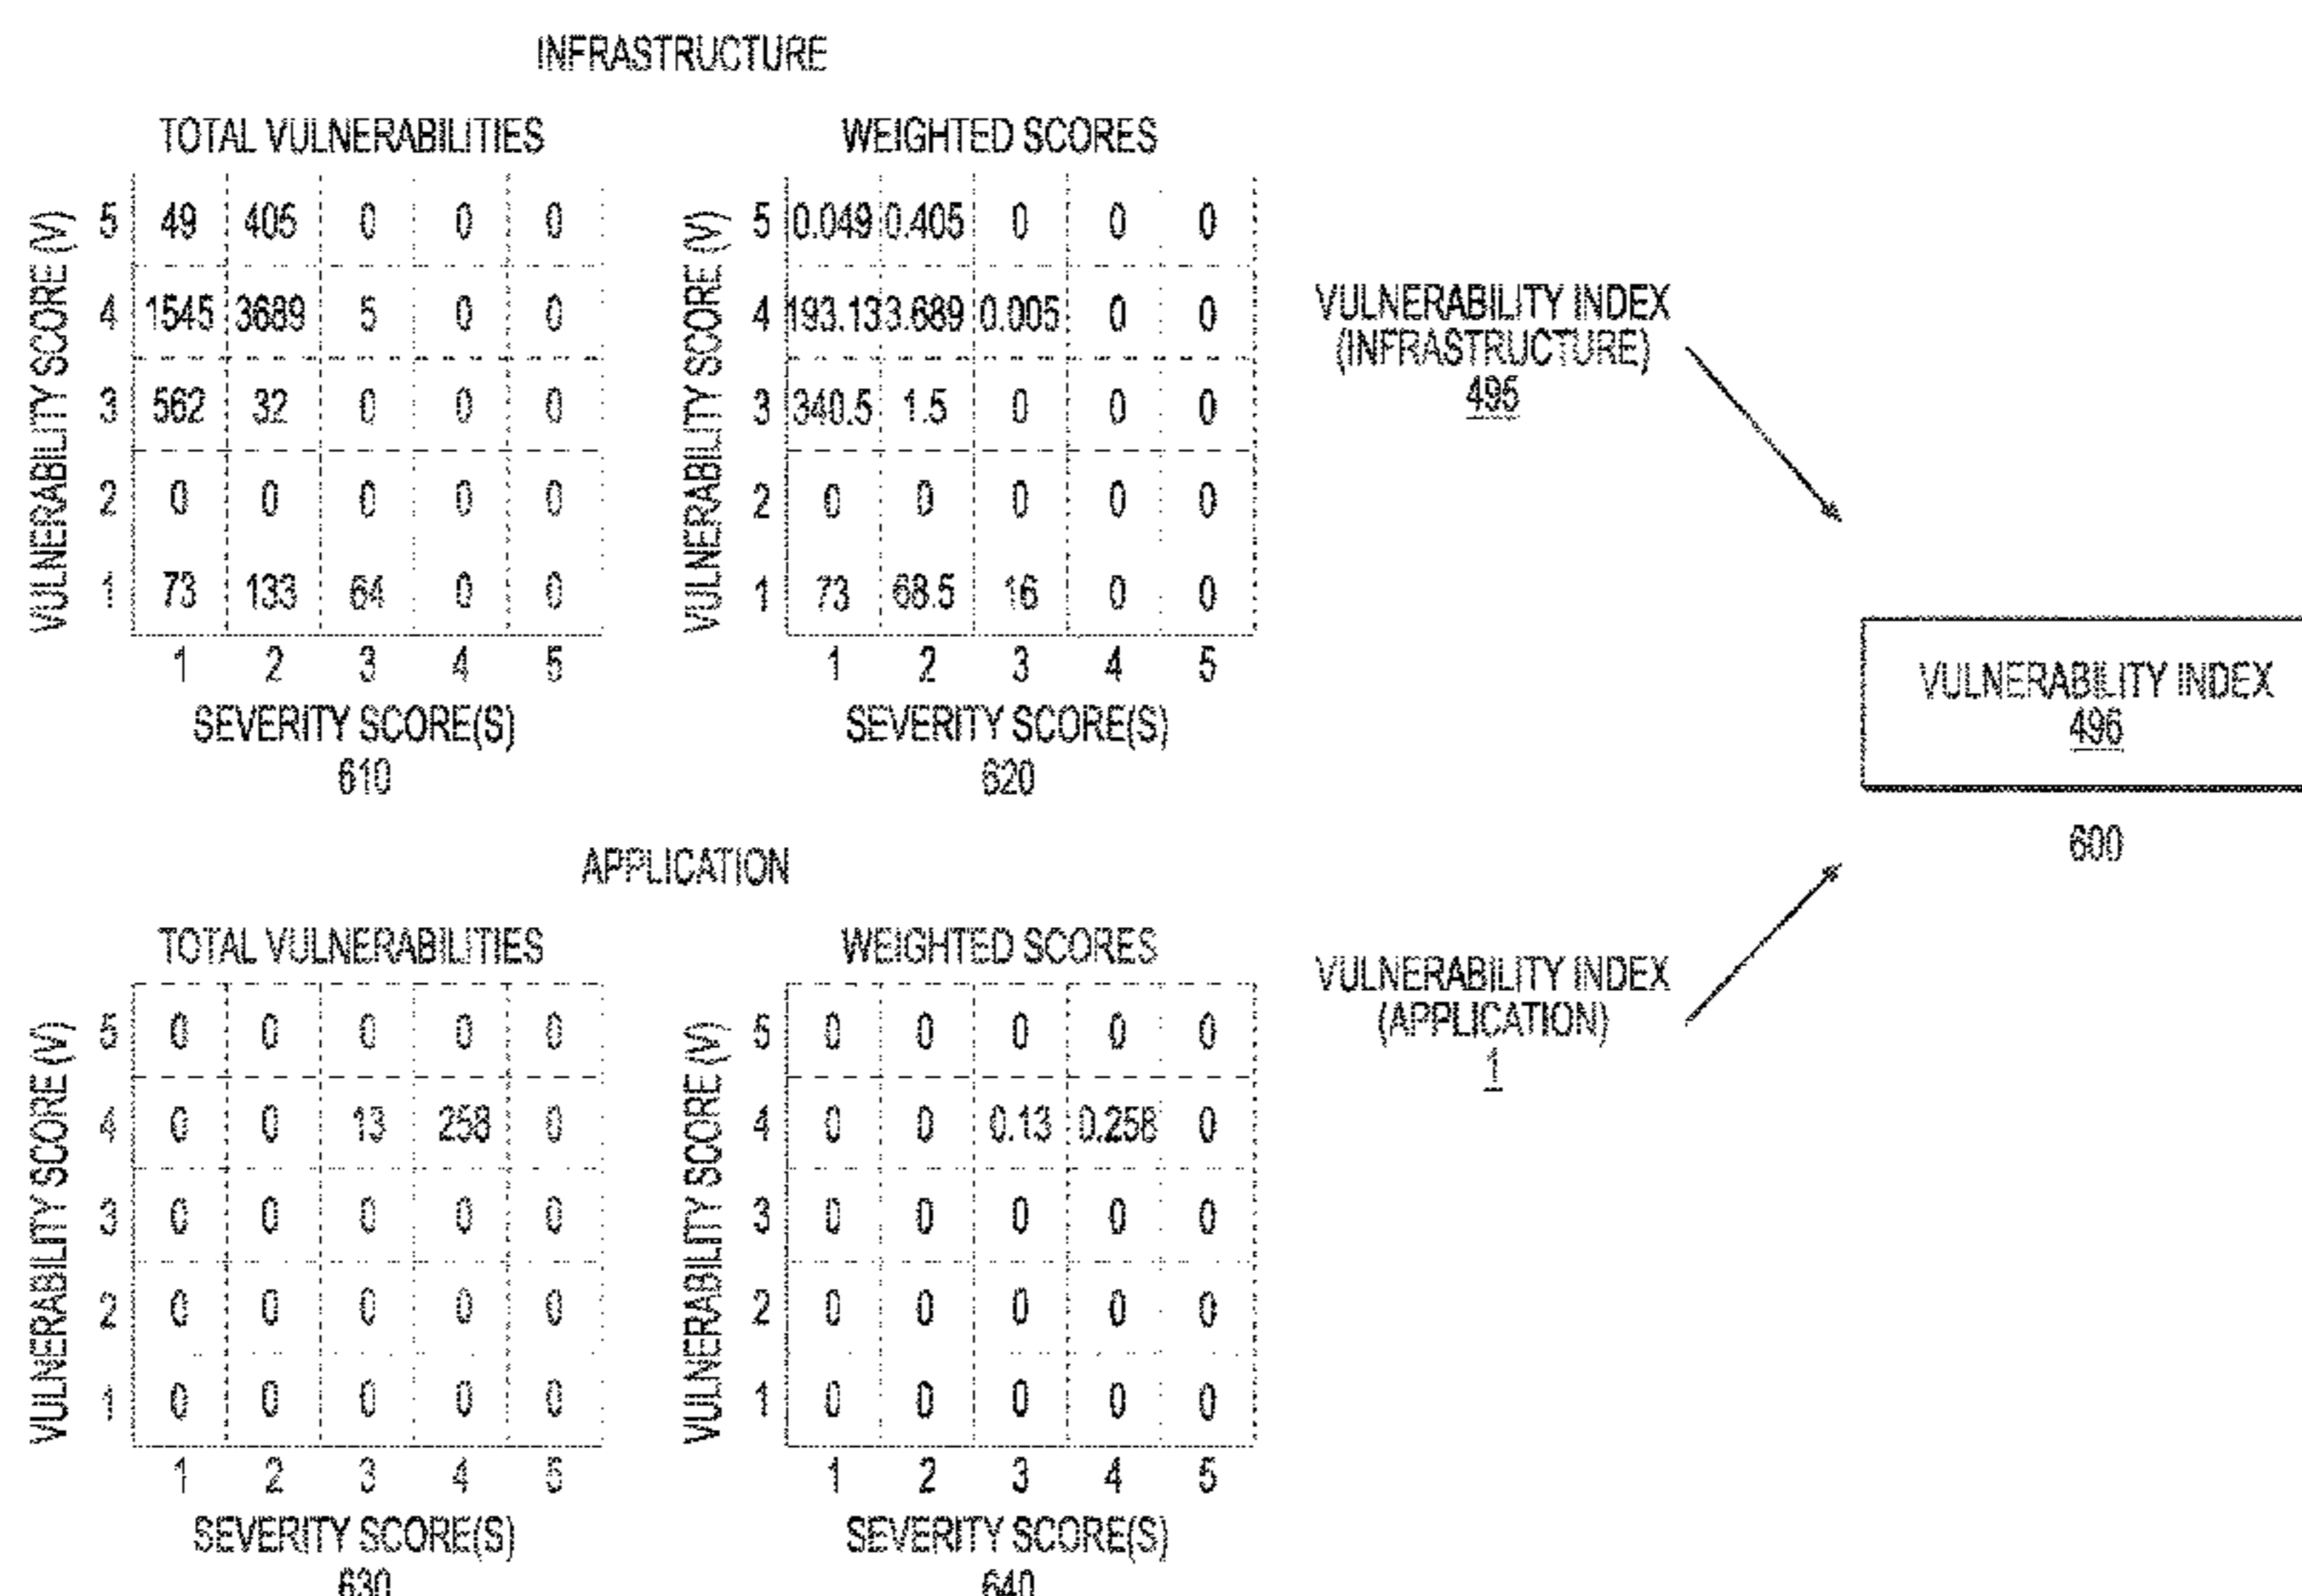 INFRASTRUCTURE
TOTAL VULNERABILITIES
VULNERABILITY SCORE (V)
5 49 405 0 0 0
4 1545 3689 5 0 0
3 562 32 0 0 0
2 0 0 0 0 0
1 73 133 64 0 0
1 2 3 4 5
SEVERITY SCORE(S)
610
WEIGHTED SCORES
VULNERABILITY SCORE (V)
5 0.049 0.405 0 0 0
4 193.13 3.689 0.005 0 0
3 340.5 1.5 0 0 0
2 0 0 0 0 0
1 73 68.5 16 0 0
1 2 3 4 5
SEVERITY SCORE(S)
620
VULNERABILITY INDEX
(INFRASTRUCTURE)
495
VULNERABILITY INDEX
496
600
APPLICATION
TOTAL VULNERABILITIES
VULNERABILITY SCORE (V)
5 0 0 0 0 0
4 0 0 13 258 0
3 0 0 0 0 0
2 0 0 0 0 0
1 0 0 0 0 0
1 2 3 4 5
SEVERITY SCORE(S)
630
WEIGHTED SCORES
VULNERABILITY SCORE (V)
5 0 0 0 0 0
4 0 0 0.13 0.258 0
3 0 0 0 0 0
2 0 0 0 0 0
1 0 0 0 0 0
1 2 3 4 5
SEVERITY SCORE(S)
640
VULNERABILITY INDEX
(APPLICATION)
1